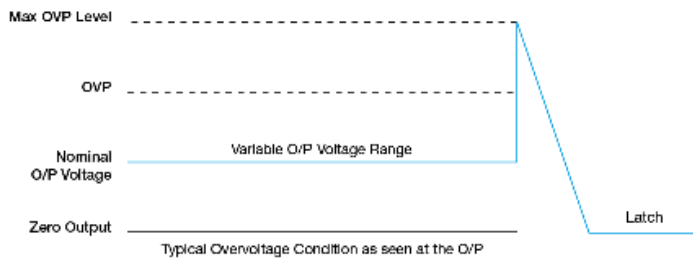 Max OVP Level
OVP
Variable O/P Voltage Range
Nominal
O/P Voltage
Latch
Zero Output
Typical Overvoltage Condition as seen at the O/P